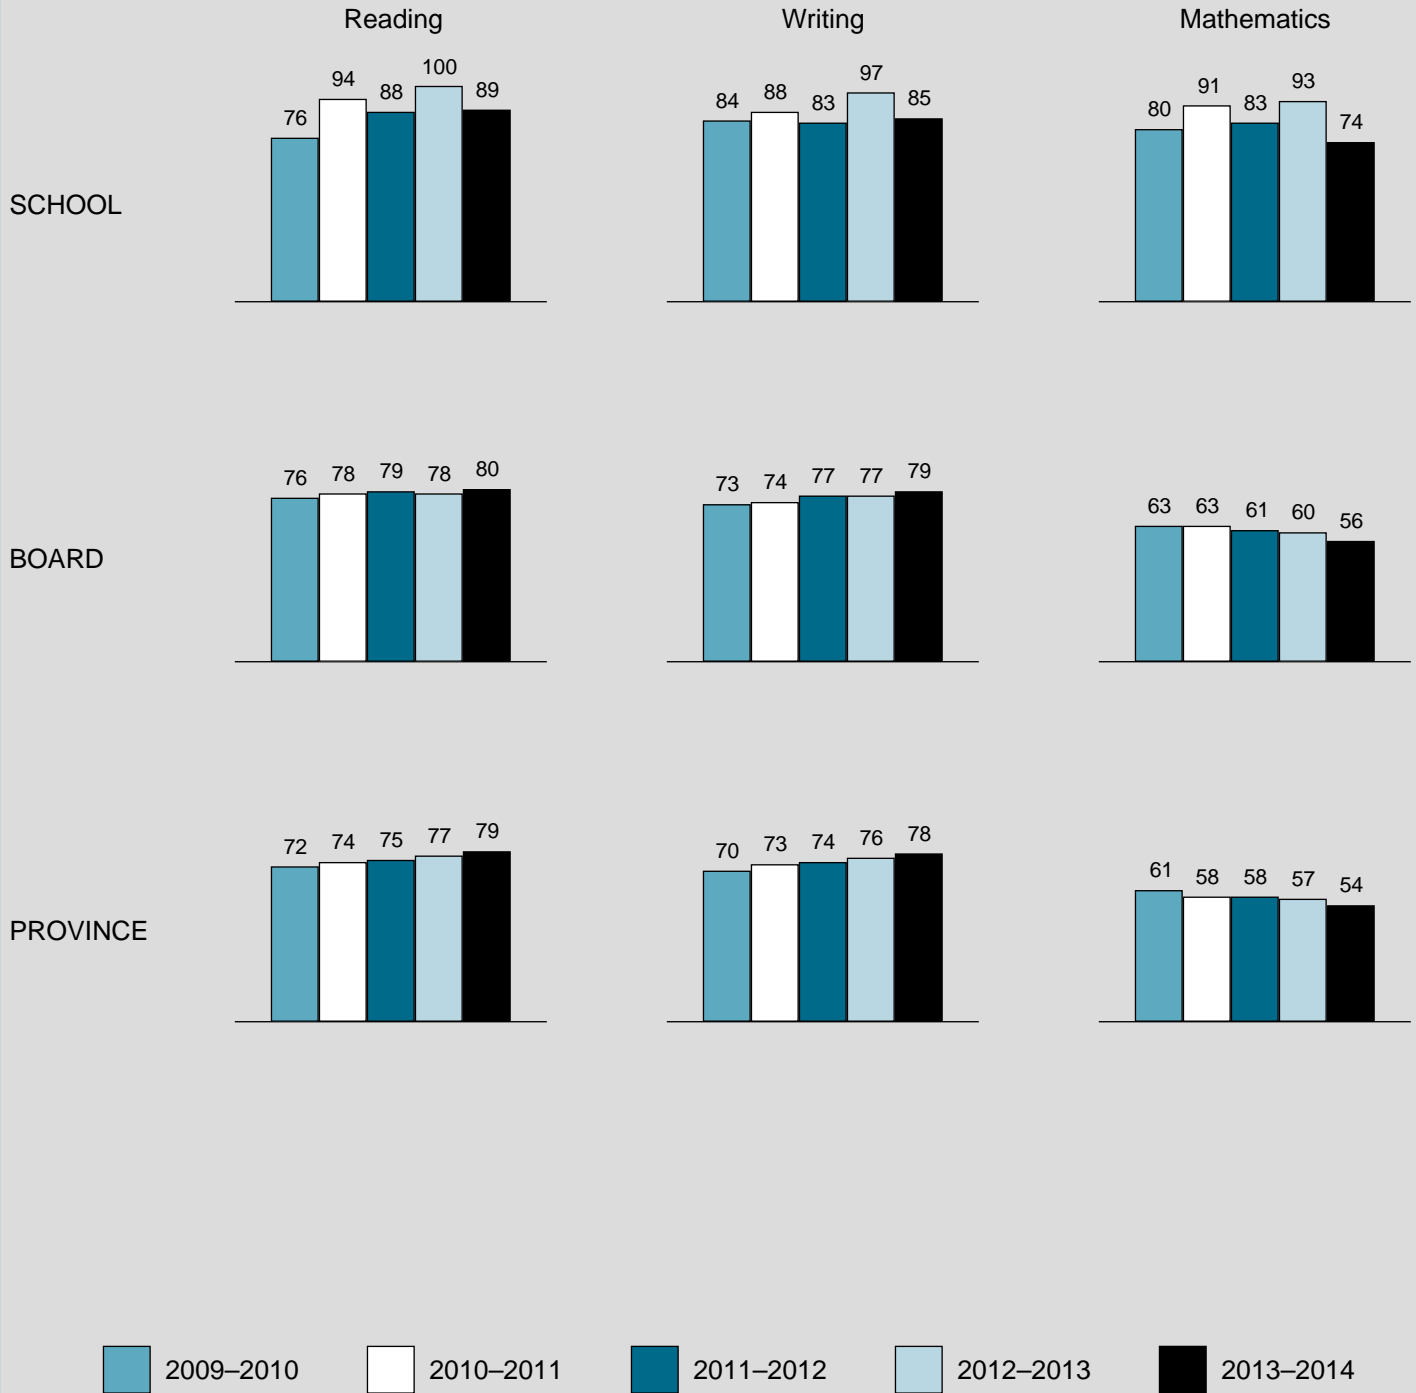 Reading Writing Mathematics
SCHOOL
76 94 88 100 89
84 88 83 97 85
80 91 83 93 74
BOARD
76 78 79 78 80
73 74 77 77 79
63 63 61 60 56
PROVINCE
72 74 75 77 79
70 73 74 76 78
61 58 58 57 54
2009–2010 2010–2011 2011–2012 2012–2013 2013–2014